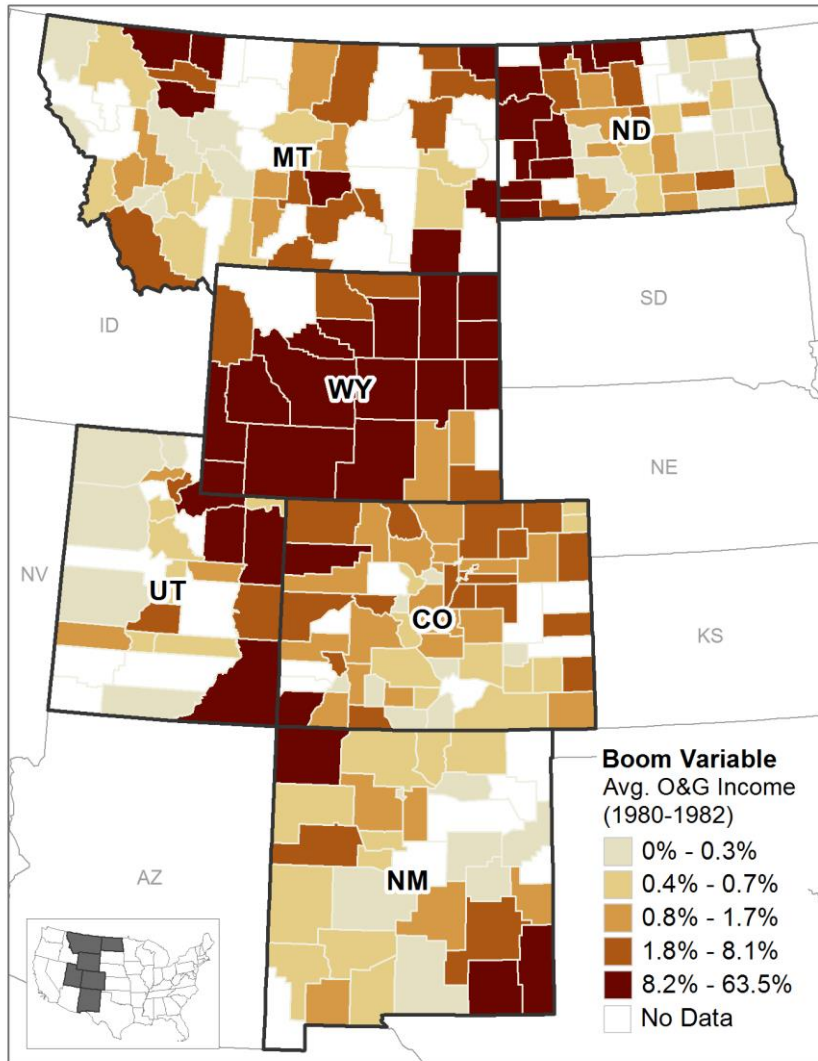 MT
ND
ID
SD
WY
NE
NV
UT
CO
KS
AZ
NM
Boom Variable
Avg. O&G Income
(1980-1982)
0% - 0.3%
0.4% - 0.7%
0.8% - 1.7%
1.8% - 8.1%
8.2% - 63.5%
No Data